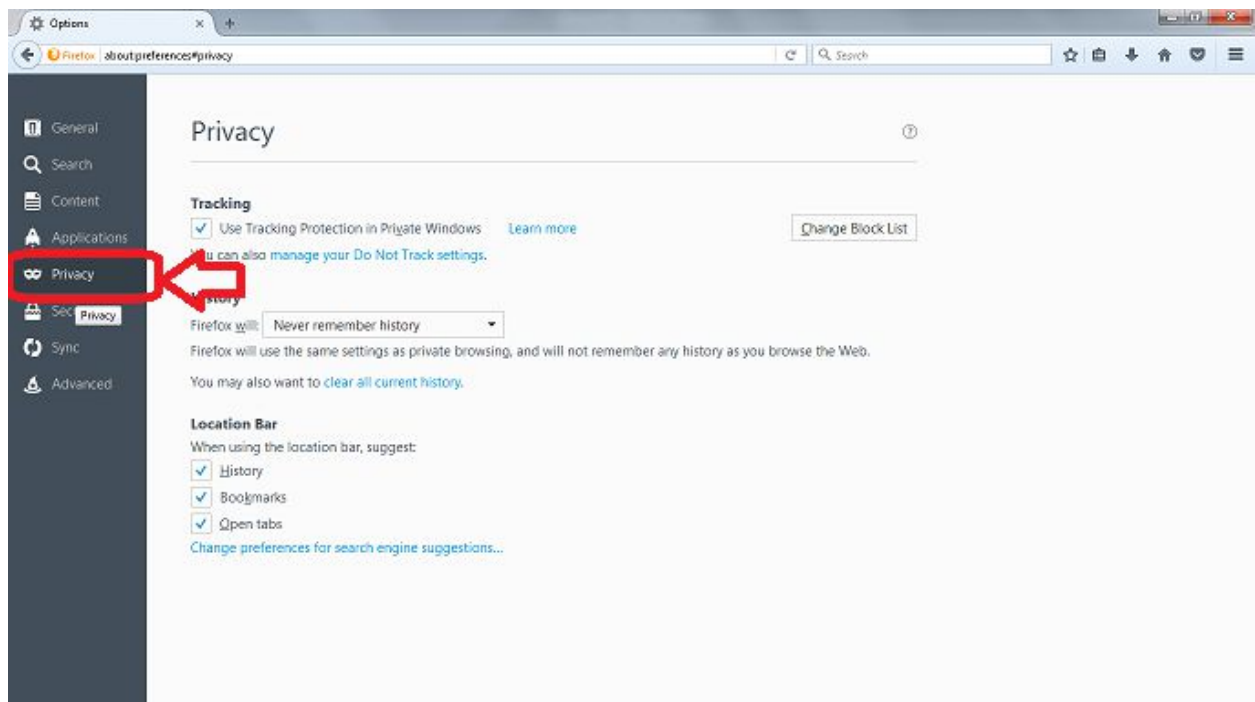 Options
Firefox about:preferences#privacy
Search
General
Search
Content
Applications
Privacy
Privacy
Sync
Advanced
Privacy
Tracking
Use Tracking Protection in Private Windows Learn more Change Block List
You can also manage your Do Not Track settings.
History
Firefox will: Never remember history
Firefox will use the same settings as private browsing, and will not remember any history as you browse the Web.
You may also want to clear all current history.
Location Bar
When using the location bar, suggest:
History
Bookmarks
Open tabs
Change preferences for search engine suggestions...